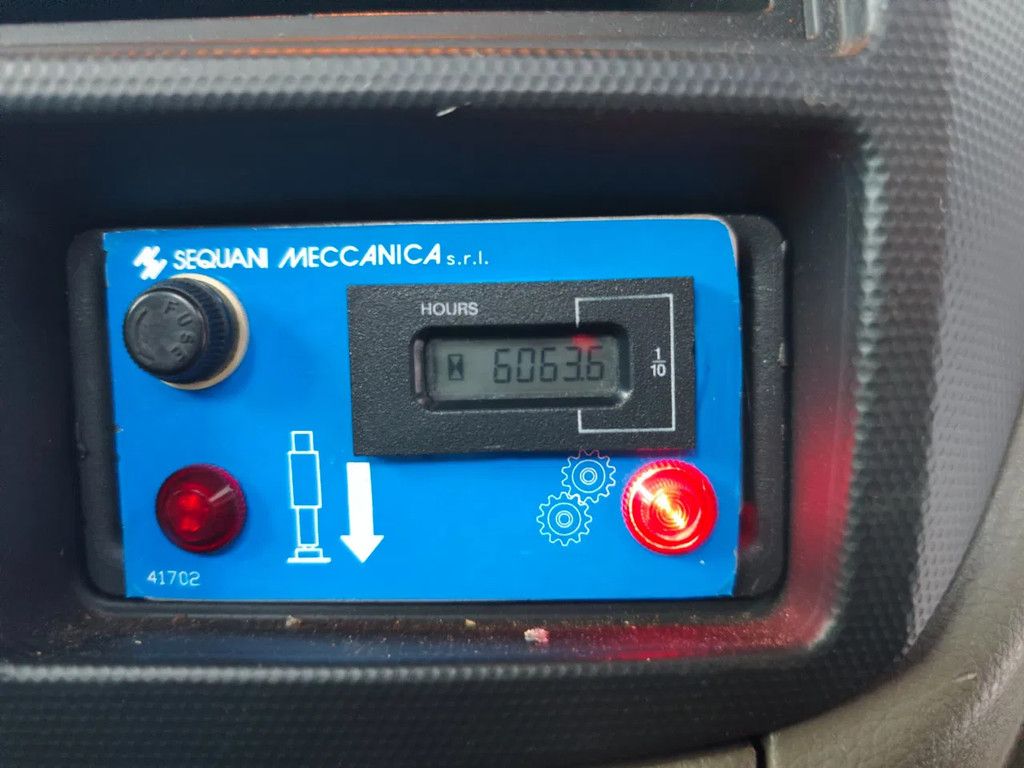 SEQUANI MECCANICA s.r.l.
FUSE
HOURS
6063.6
1/10
41702